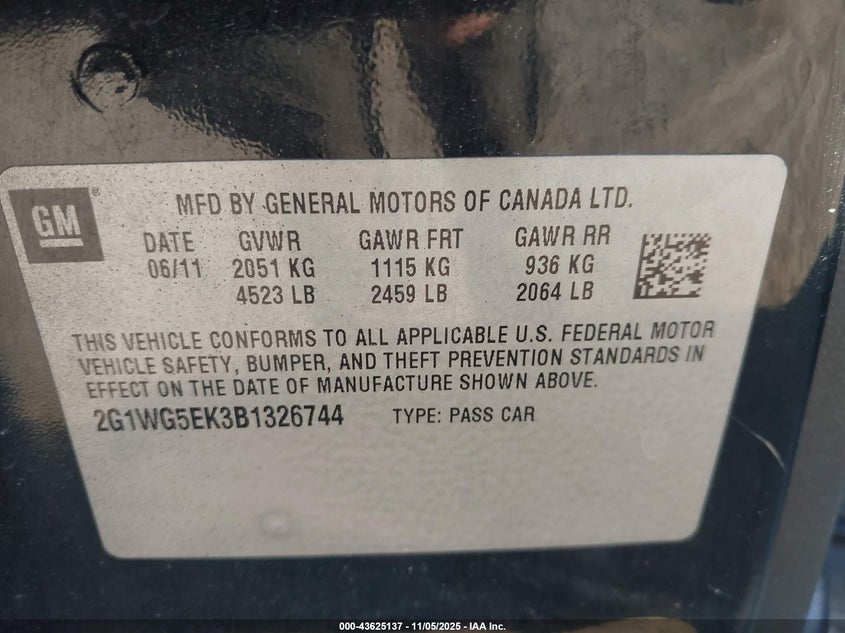 GM
MFD BY GENERAL MOTORS OF CANADA LTD.
DATE GVWR GAWR FRT GAWR RR
06/11 2051 KG 1115 KG 936 KG
4523 LB 2459 LB 2064 LB
THIS VEHICLE CONFORMS TO ALL APPLICABLE U.S. FEDERAL MOTOR
VEHICLE SAFETY, BUMPER, AND THEFT PREVENTION STANDARDS IN
EFFECT ON THE DATE OF MANUFACTURE SHOWN ABOVE.
2G1WG5EK3B1326744 TYPE: PASS CAR
000-43625137 - 11/05/2025 - IAA Inc.